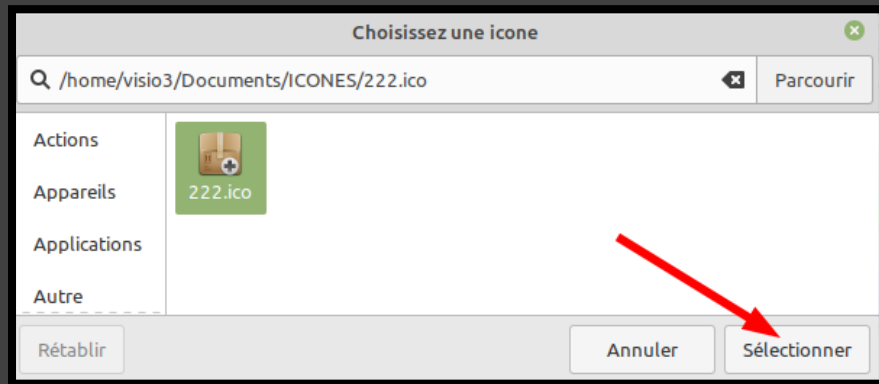 Choisissez une icone
/home/visio3/Documents/ICONES/222.ico
Parcourir
Actions
Appareils
Applications
Autre
222.ico
Rétablir
Annuler
Sélectionner